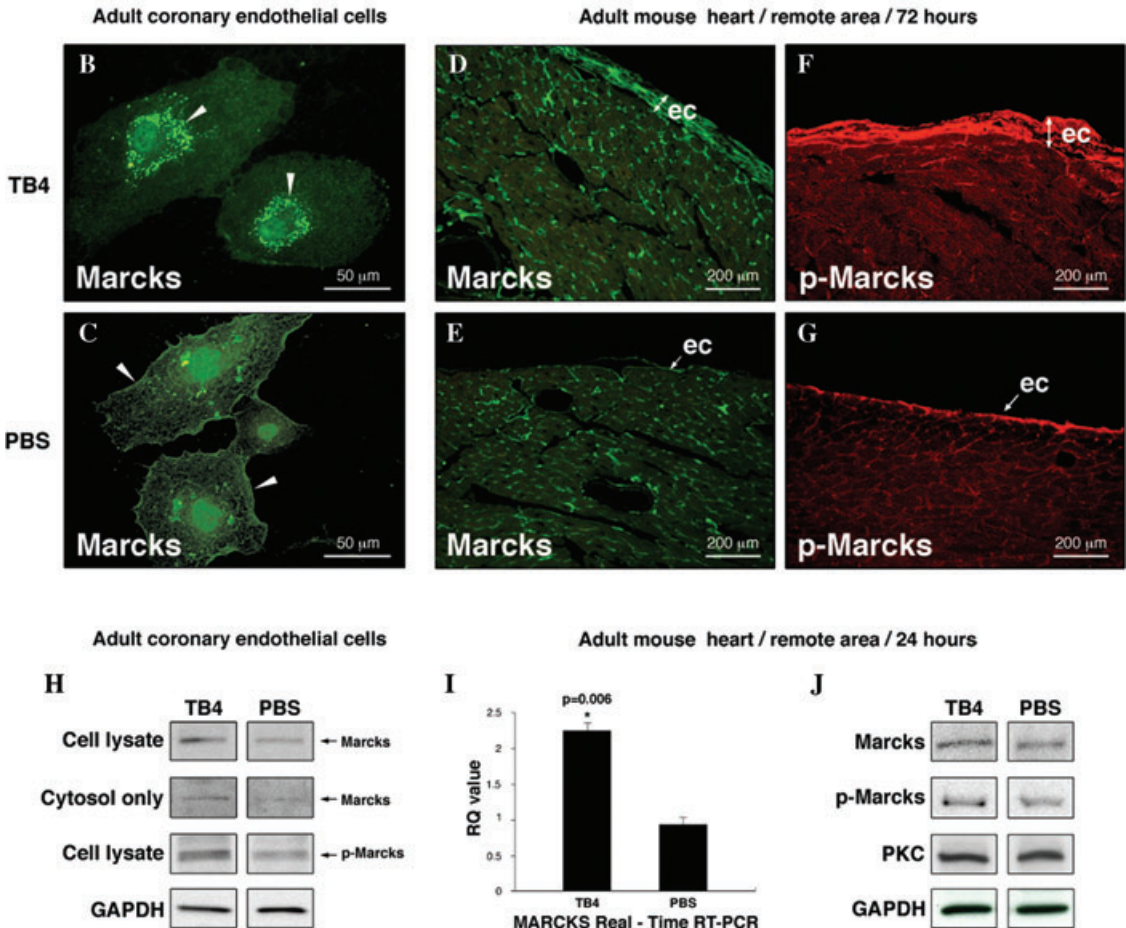 Adult coronary endothelial cells
Adult mouse heart / remote area / 72 hours
TB4
B
Marcks
50 µm
D
ec
Marcks
200 µm
F
ec
p-Marcks
200 µm
PBS
C
Marcks
50 µm
E
ec
Marcks
200 µm
G
ec
p-Marcks
200 µm
Adult coronary endothelial cells
Adult mouse heart / remote area / 24 hours
H
TB4 PBS
Cell lysate ← Marcks
Cytosol only ← Marcks
Cell lysate ← p-Marcks
GAPDH
I
p=0.006
*
2.5
2
1.5
1
0.5
0
RQ value
TB4 PBS
MARCKS Real - Time RT-PCR
J
TB4 PBS
Marcks
p-Marcks
PKC
GAPDH